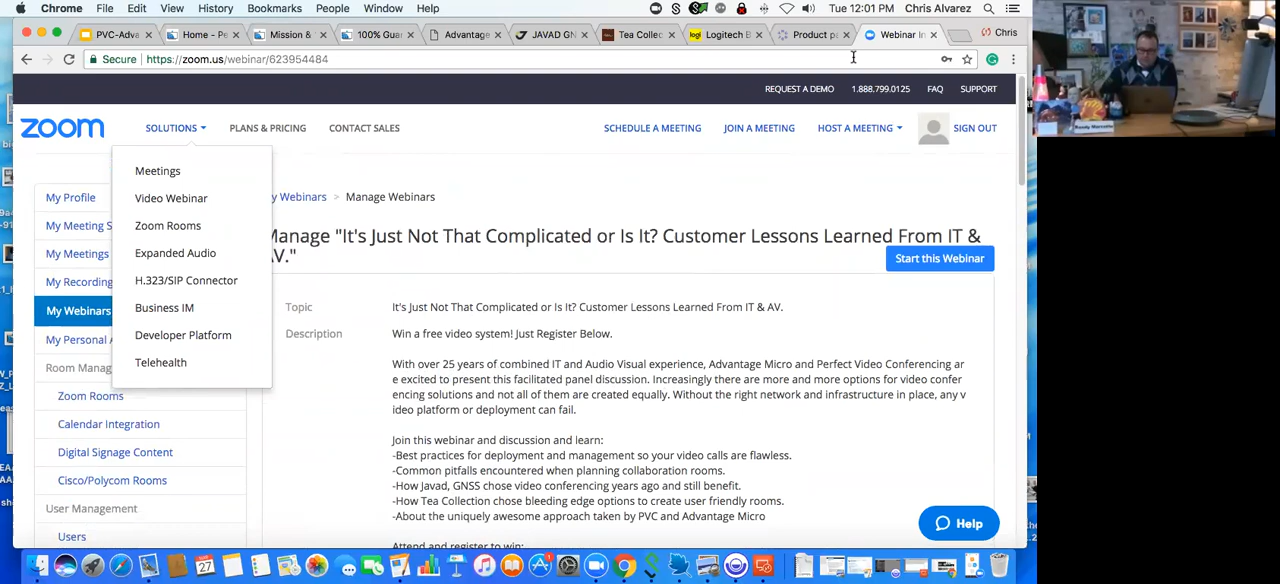 Chrome File Edit View History Bookmarks People Window Help Tue 12:01 PM Chris Alvarez
PVC-Adva Home - Pe Mission & 100% Guar Advantage JAVAD GN Tea Collec Logitech B Product p Webinar In Chris
Secure https://zoom.us/webinar/623954484
REQUEST A DEMO 1.888.799.0125 FAQ SUPPORT
zoom SOLUTIONS PLANS & PRICING CONTACT SALES SCHEDULE A MEETING JOIN A MEETING HOST A MEETING SIGN OUT
Meetings
Video Webinar
Zoom Rooms
Expanded Audio
H.323/SIP Connector
Business IM
Developer Platform
Telehealth
My Profile
My Meeting S
My Meetings
My Recording
My Webinars
My Personal A
Room Manag
Zoom Rooms
Calendar Integration
Digital Signage Content
Cisco/Polycom Rooms
User Management
Users
y Webinars > Manage Webinars
Manage "It's Just Not That Complicated or Is It? Customer Lessons Learned From IT &
AV."
Start this Webinar
Topic It's Just Not That Complicated or Is It? Customer Lessons Learned From IT & AV.
Description Win a free video system! Just Register Below.
With over 25 years of combined IT and Audio Visual experience, Advantage Micro and Perfect Video Conferencing ar
e excited to present this facilitated panel discussion. Increasingly there are more and more options for video confer
encing solutions and not all of them are created equally. Without the right network and infrastructure in place, any v
ideo platform or deployment can fail.
Join this webinar and discussion and learn:
-Best practices for deployment and management so your video calls are flawless.
-Common pitfalls encountered when planning collaboration rooms.
-How Javad, GNSS chose video conferencing years ago and still benefit.
-How Tea Collection chose bleeding edge options to create user friendly rooms.
-About the uniquely awesome approach taken by PVC and Advantage Micro
Attend and register to win:
Help
27